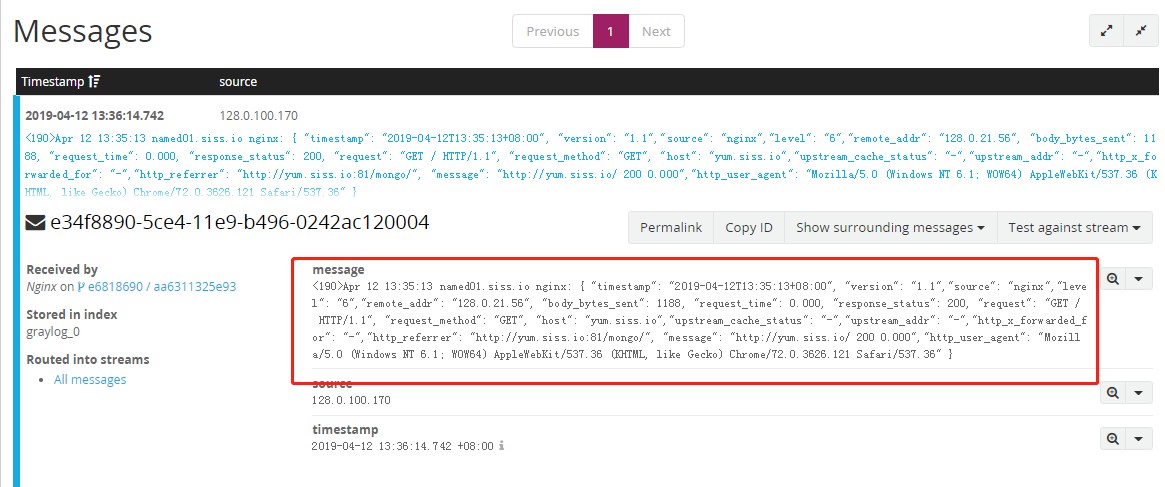 Messages
Previous 1 Next
Timestamp source
2019-04-12 13:36:14.742 128.0.100.170
<190>Apr 12 13:35:13 named01.siss.io nginx: { "timestamp": "2019-04-12T13:35:13+08:00", "version": "1.1","source": "nginx","level": "6","remote_addr": "128.0.21.56", "body_bytes_sent": 11
88, "request_time": 0.000, "response_status": 200, "request": "GET / HTTP/1.1", "request_method": "GET", "host": "yum.siss.io","upstream_cache_status": "-","upstream_addr": "-","http_x_fo
rwarded_for": "-","http_referrer": "http://yum.siss.io:81/mongo/", "message": "http://yum.siss.io/ 200 0.000","http_user_agent": "Mozilla/5.0 (Windows NT 6.1; WOW64) AppleWebKit/537.36 (K
HTML, like Gecko) Chrome/72.0.3626.121 Safari/537.36" }
e34f8890-5ce4-11e9-b496-0242ac120004
Permalink Copy ID Show surrounding messages Test against stream
Received by
Nginx on e6818690 / aa6311325e93
Stored in index
graylog_0
Routed into streams
All messages
message
<190>Apr 12 13:35:13 named01.siss.io nginx: { "timestamp": "2019-04-12T13:35:13+08:00", "version": "1.1","source": "nginx","leve
l": "6","remote_addr": "128.0.21.56", "body_bytes_sent": 1188, "request_time": 0.000, "response_status": 200, "request": "GET /
HTTP/1.1", "request_method": "GET", "host": "yum.siss.io","upstream_cache_status": "-","upstream_addr": "-","http_x_forwarded_f
or": "-","http_referrer": "http://yum.siss.io:81/mongo/", "message": "http://yum.siss.io/ 200 0.000","http_user_agent": "Mozill
a/5.0 (Windows NT 6.1; WOW64) AppleWebKit/537.36 (KHTML, like Gecko) Chrome/72.0.3626.121 Safari/537.36" }
source
128.0.100.170
timestamp
2019-04-12 13:36:14.742 +08:00